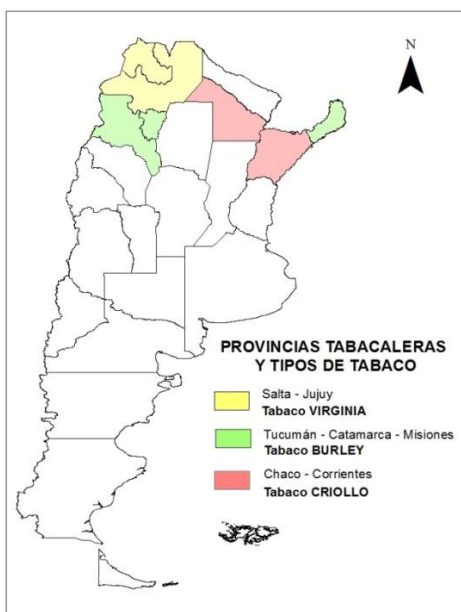 N
PROVINCIAS TABACALERAS
Y TIPOS DE TABACO
Salta - Jujuy
Tabaco VIRGINIA
Tucumán - Catamarca - Misiones
Tabaco BURLEY
Chaco - Corrientes
Tabaco CRIOLLO